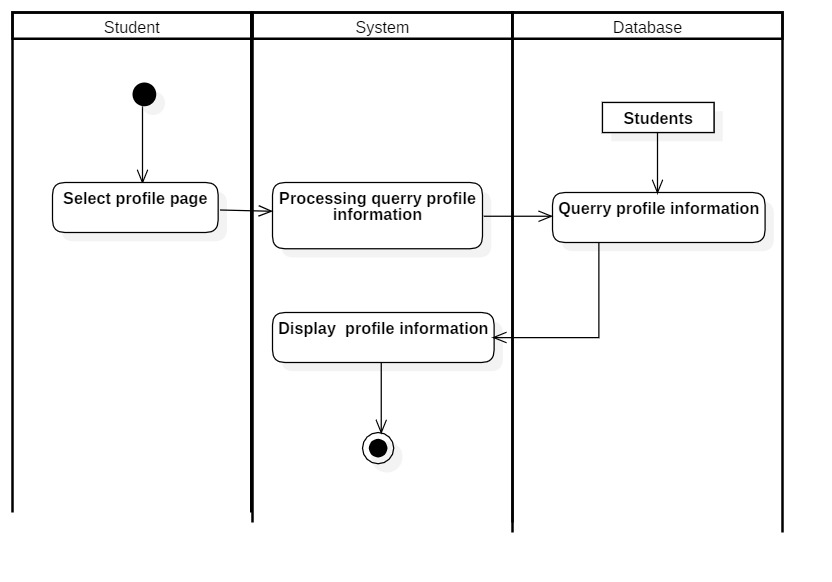 Student
System
Database
Students
Select profile page
Processing querry profile
information
Querry profile information
Display  profile information